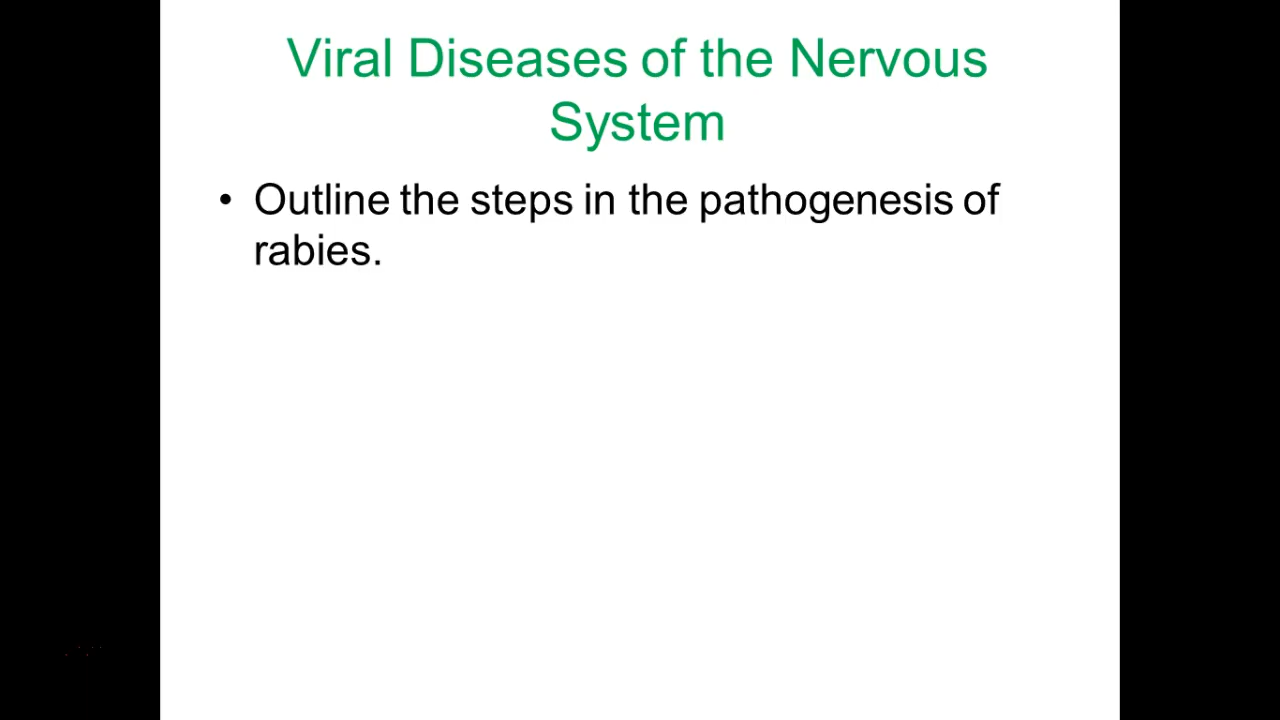 Viral Diseases of the Nervous
System
• Outline the steps in the pathogenesis of
rabies.